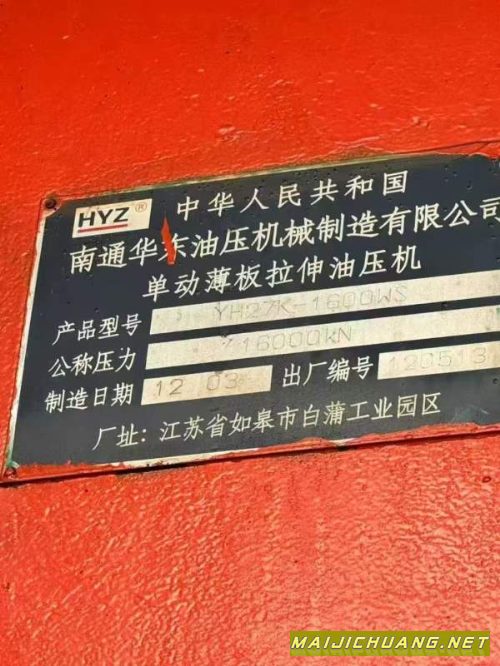 HYZ® 中华人民共和国
南通华东油压机械制造有限公司
单动薄板拉伸油压机
产品型号 YH27K-1600WS
公称压力 16000KN
制造日期 12 03 出厂编号 120513
厂址：江苏省如皋市白蒲工业园区
MAIJICHUANG.NET